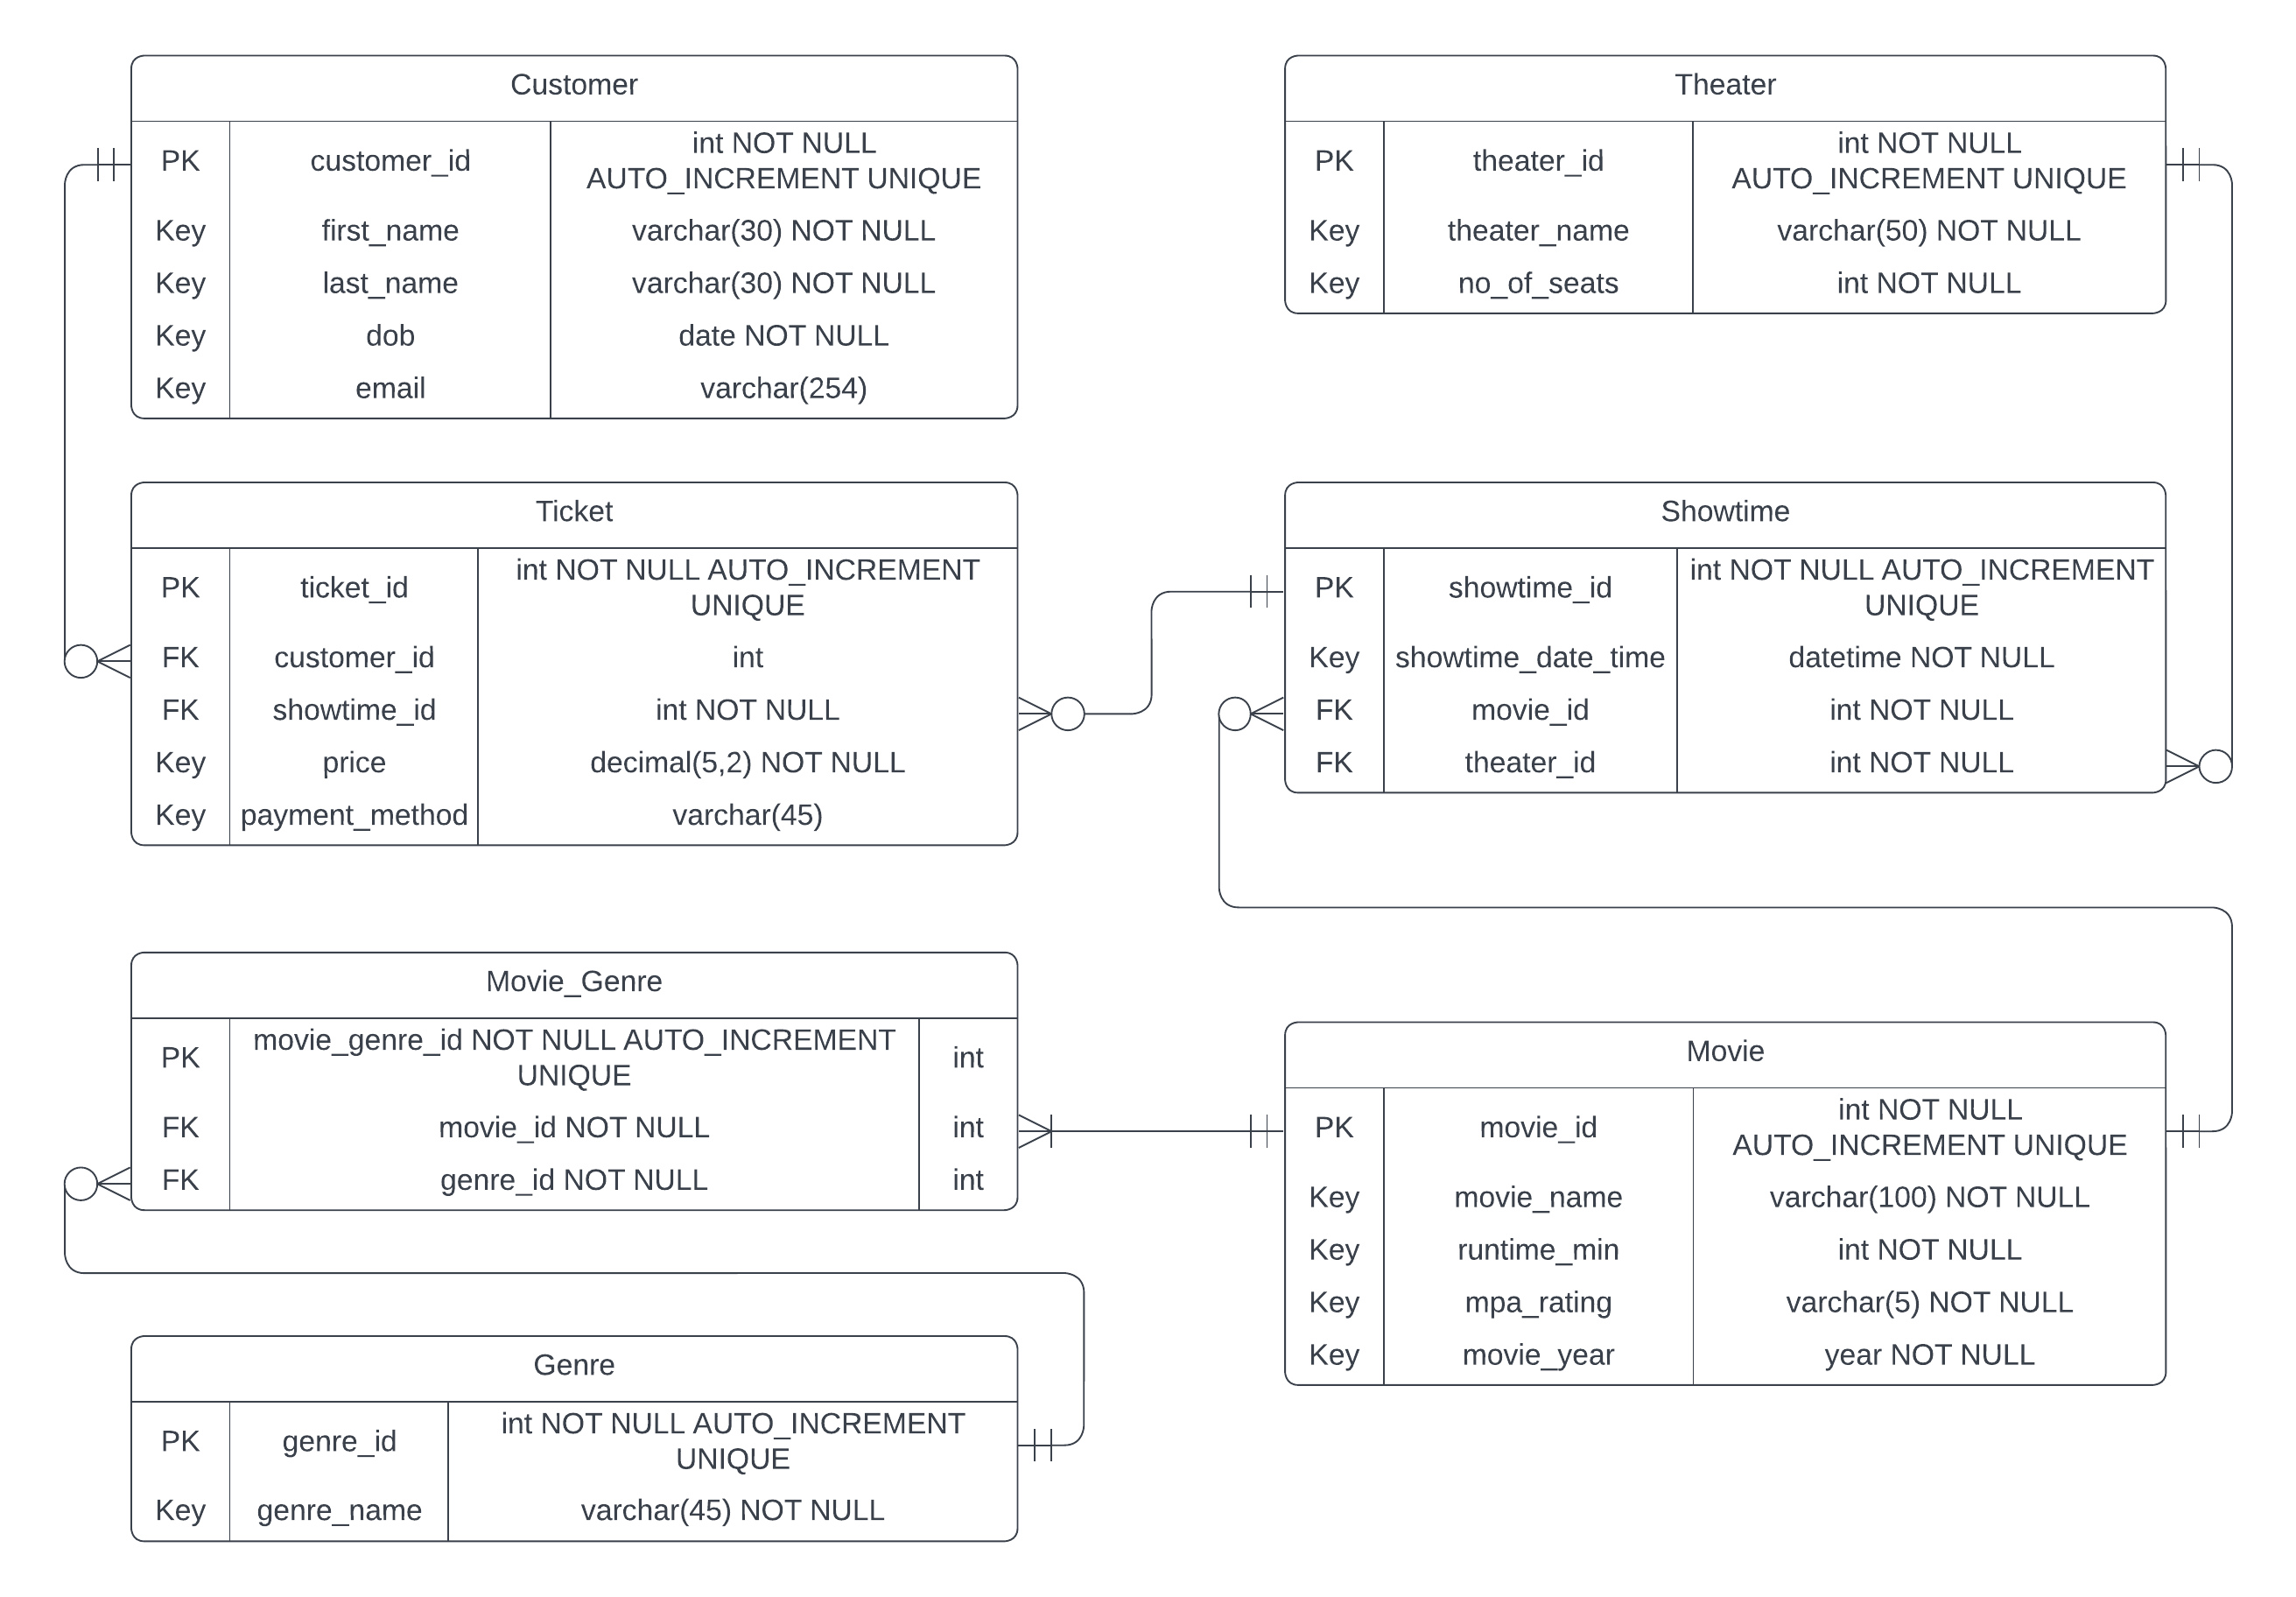 Customer
PK customer_id int NOT NULL
AUTO_INCREMENT UNIQUE
Key first_name varchar(30) NOT NULL
Key last_name varchar(30) NOT NULL
Key dob date NOT NULL
Key email varchar(254)
Theater
PK theater_id int NOT NULL
AUTO_INCREMENT UNIQUE
Key theater_name varchar(50) NOT NULL
Key no_of_seats int NOT NULL
Ticket
PK ticket_id int NOT NULL AUTO_INCREMENT
UNIQUE
FK customer_id int
FK showtime_id int NOT NULL
Key price decimal(5,2) NOT NULL
Key payment_method varchar(45)
Showtime
PK showtime_id int NOT NULL AUTO_INCREMENT
UNIQUE
Key showtime_date_time datetime NOT NULL
FK movie_id int NOT NULL
FK theater_id int NOT NULL
Movie_Genre
PK movie_genre_id NOT NULL AUTO_INCREMENT
UNIQUE int
FK movie_id NOT NULL int
FK genre_id NOT NULL int
Movie
PK movie_id int NOT NULL
AUTO_INCREMENT UNIQUE
Key movie_name varchar(100) NOT NULL
Key runtime_min int NOT NULL
Key mpa_rating varchar(5) NOT NULL
Key movie_year year NOT NULL
Genre
PK genre_id int NOT NULL AUTO_INCREMENT
UNIQUE
Key genre_name varchar(45) NOT NULL